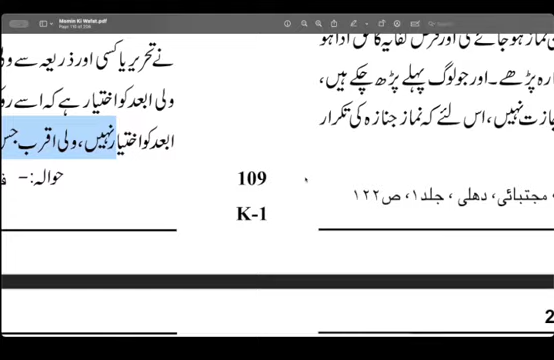 Momin Ki Wafat.pdf
نماز ہو جائے گی اور فرض کفایہ کا حق ادا ہو
پڑھے۔ اور جو لوگ پہلے پڑھ چکے ہیں،
اجازت نہیں، اس لئے کہ نماز جنازہ کی تکرار
مجتبائی، دھلی، جلد ۱، ص ۱۲۲
نے تحریر یا کسی اور ذریعہ سے
ولی ابعد کو اختیار ہے کہ اسے
ابعد کو اختیار نہیں، ولی اقرب جس
حوالہ:-
109
K-1
2